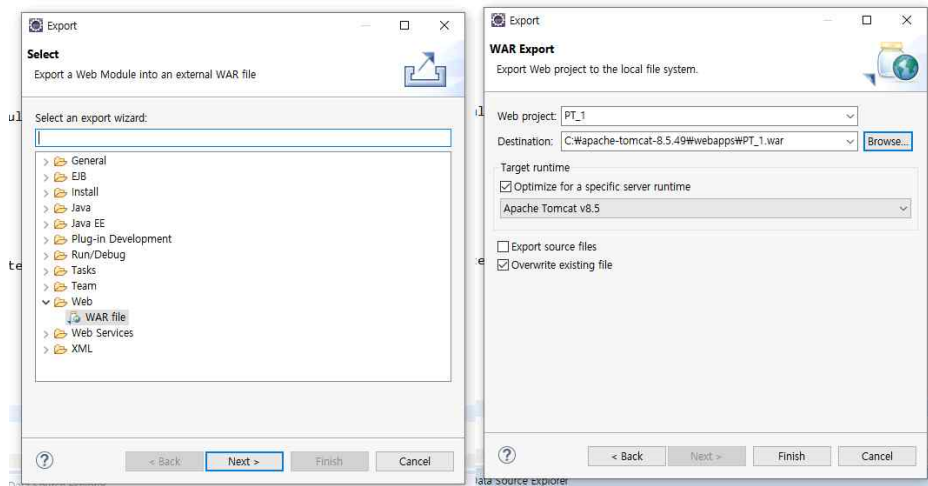 Export
Select
Export a Web Module into an external WAR file
Select an export wizard:
General
EJB
Install
Java
Java EE
Plug-in Development
Run/Debug
Tasks
Team
Web
WAR file
Web Services
XML
< Back
Next >
Finish
Cancel
Export
WAR Export
Export Web project to the local file system.
Web project: PT_1
Destination: C:₩apache-tomcat-8.5.49₩webapps₩PT_1.war
Browse...
Target runtime
Optimize for a specific server runtime
Apache Tomcat v8.5
Export source files
Overwrite existing file
< Back
Next >
Finish
Cancel
ata Source Explorer